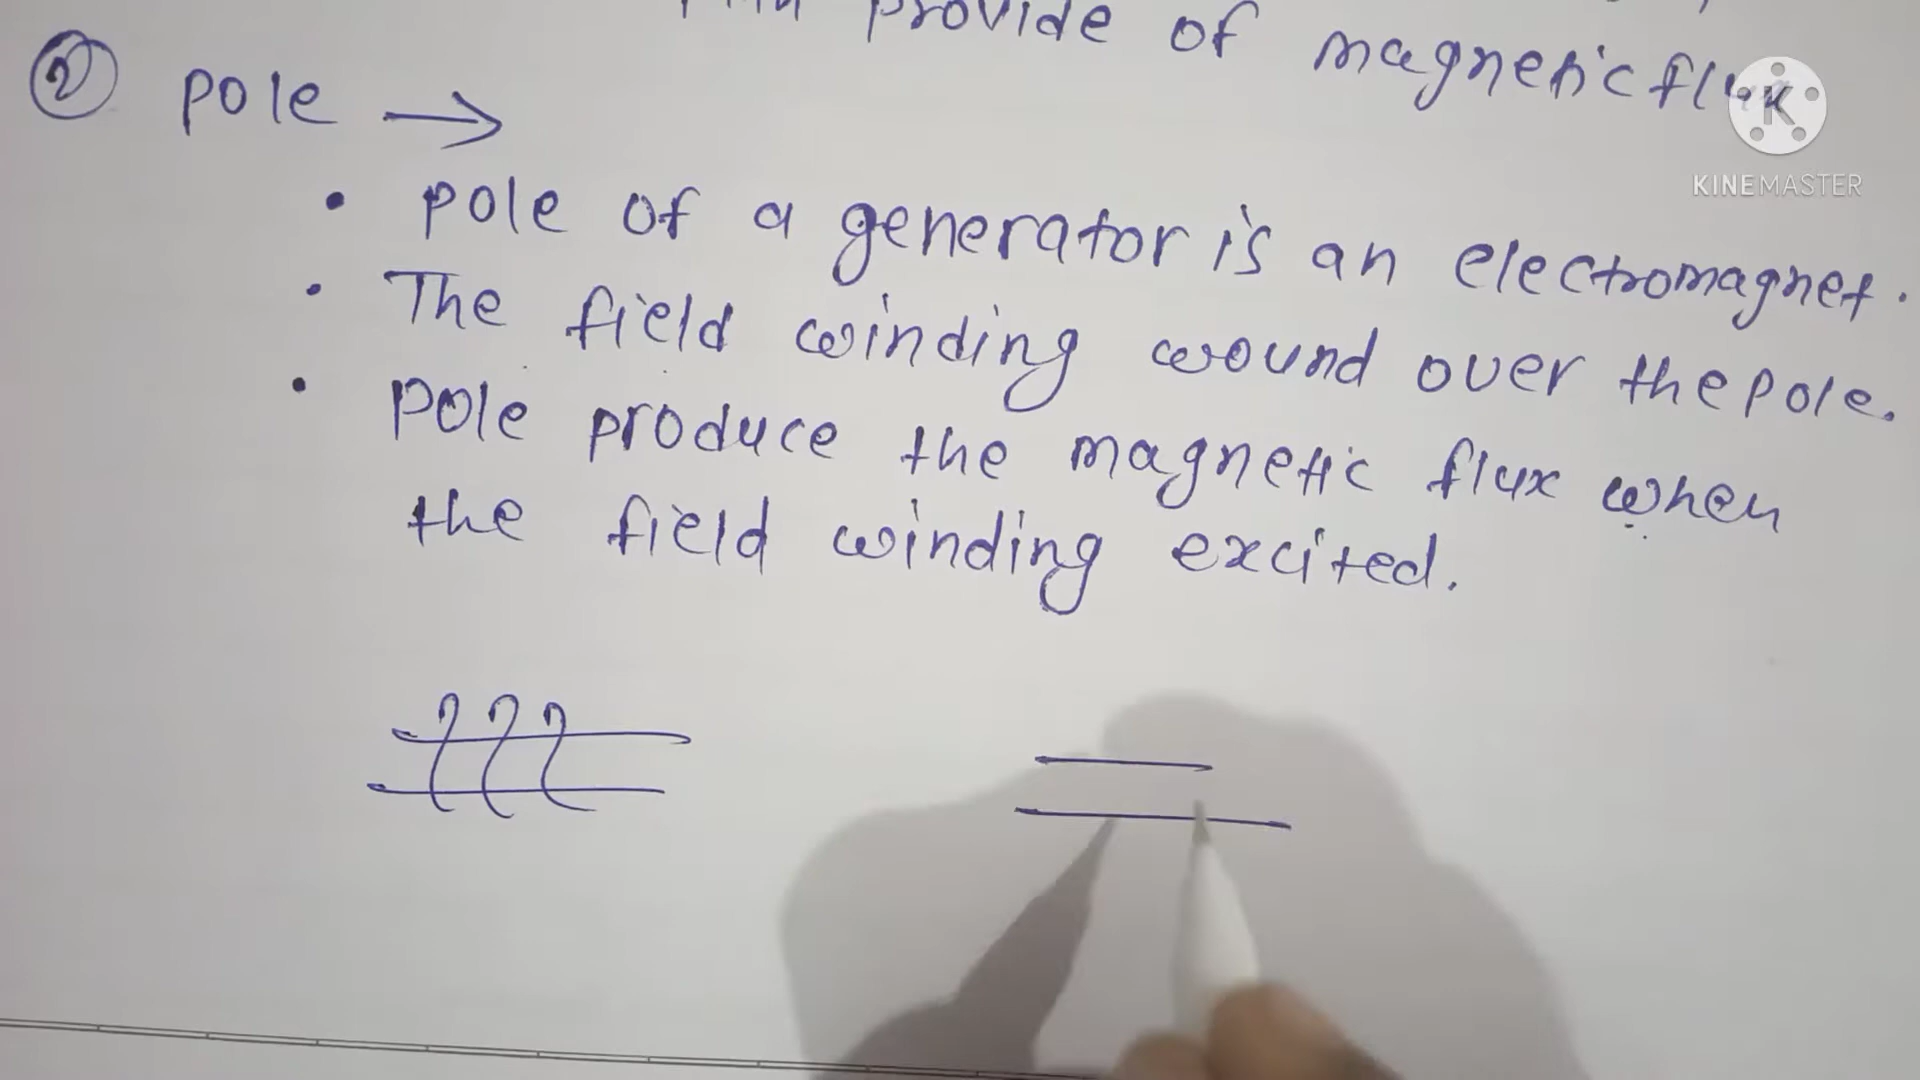 provide of magnetic flux
② pole →
• pole of a generator is an electromagnet.
• The field winding wound over the pole.
• pole produce the magnetic flux when
the field winding excited.
K
KINEMASTER